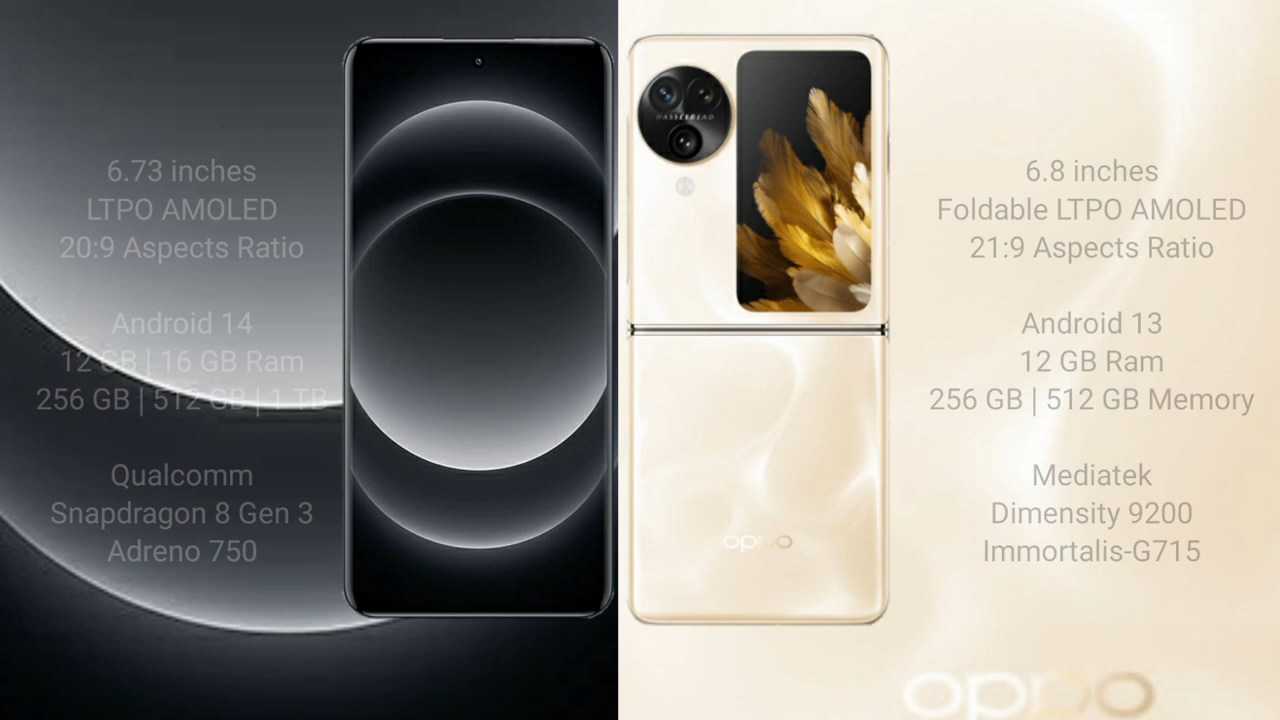 6.73 inches
LTPO AMOLED
20:9 Aspects Ratio
Android 14
12 GB | 16 GB Ram
256 GB | 512 GB | 1 TB
Qualcomm
Snapdragon 8 Gen 3
Adreno 750
HASSELBLAD
oppo
6.8 inches
Foldable LTPO AMOLED
21:9 Aspects Ratio
Android 13
12 GB Ram
256 GB | 512 GB Memory
Mediatek
Dimensity 9200
Immortalis-G715
oppo